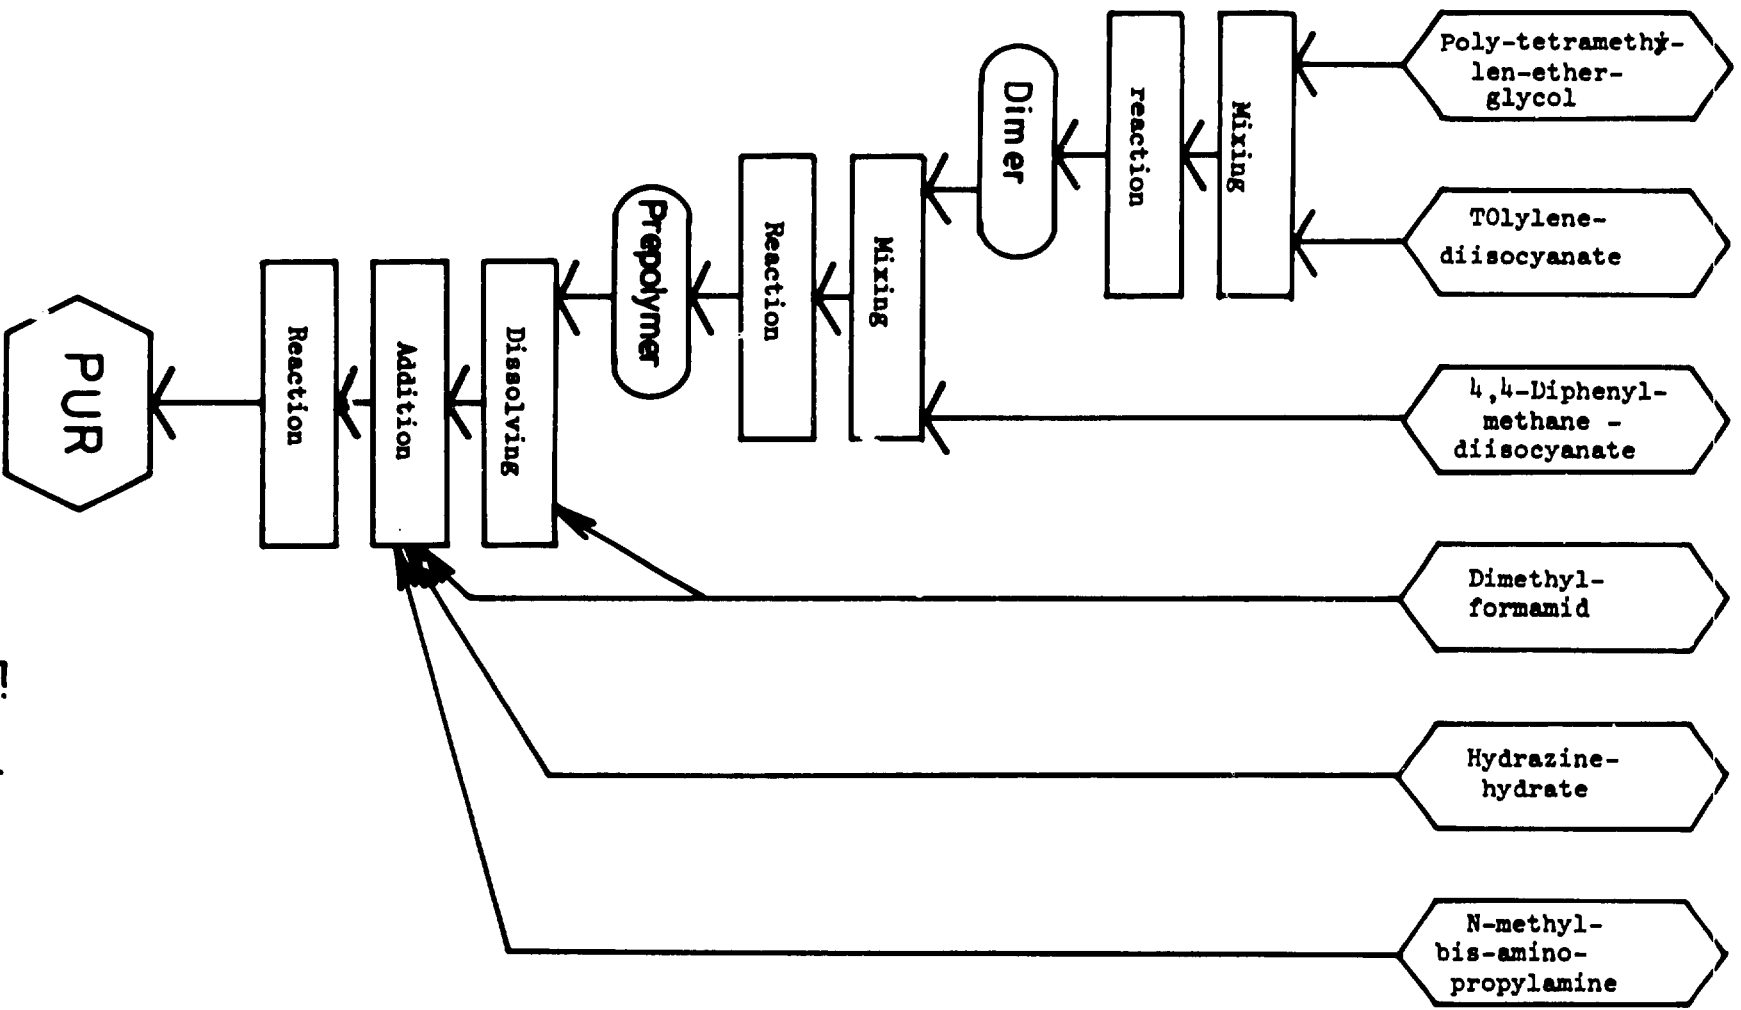 Poly-tetramethy-
len-ether-
glycol
TOlylene-
diisocyanate
4,4-Diphenyl-
methane -
diisocyanate
Dimethyl-
formamid
Hydrazine-
hydrate
N-methyl-
bis-amino-
propylamine
Mixing
reaction
Dimer
Mixing
Reaction
Prepolymer
Dissolving
Addition
Reaction
PUR